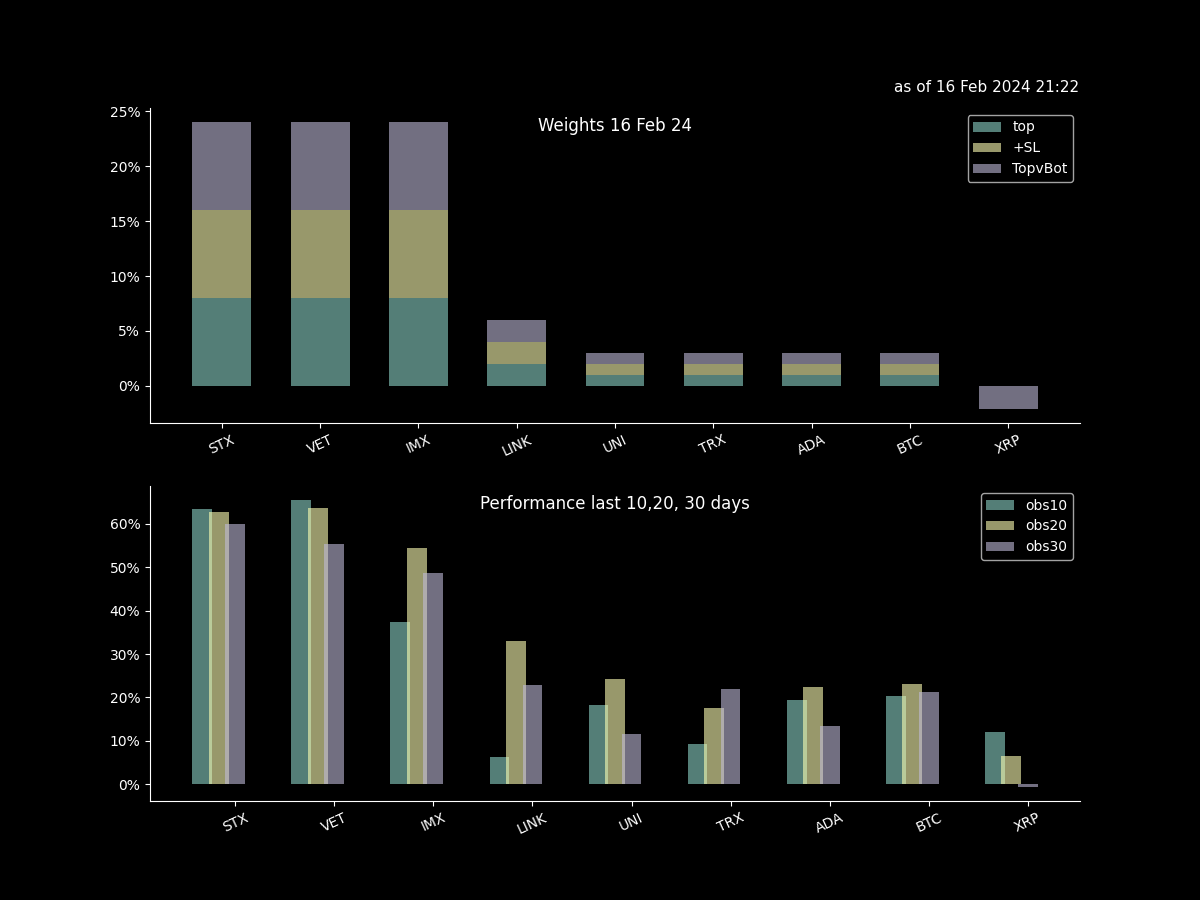 as of 16 Feb 2024 21:22
Weights 16 Feb 24
top
+SL
TopvBot
25%
20%
15%
10%
5%
0%
STX VET IMX LINK UNI TRX ADA BTC XRP
Performance last 10,20, 30 days
obs10
obs20
obs30
60%
50%
40%
30%
20%
10%
0%
STX VET IMX LINK UNI TRX ADA BTC XRP